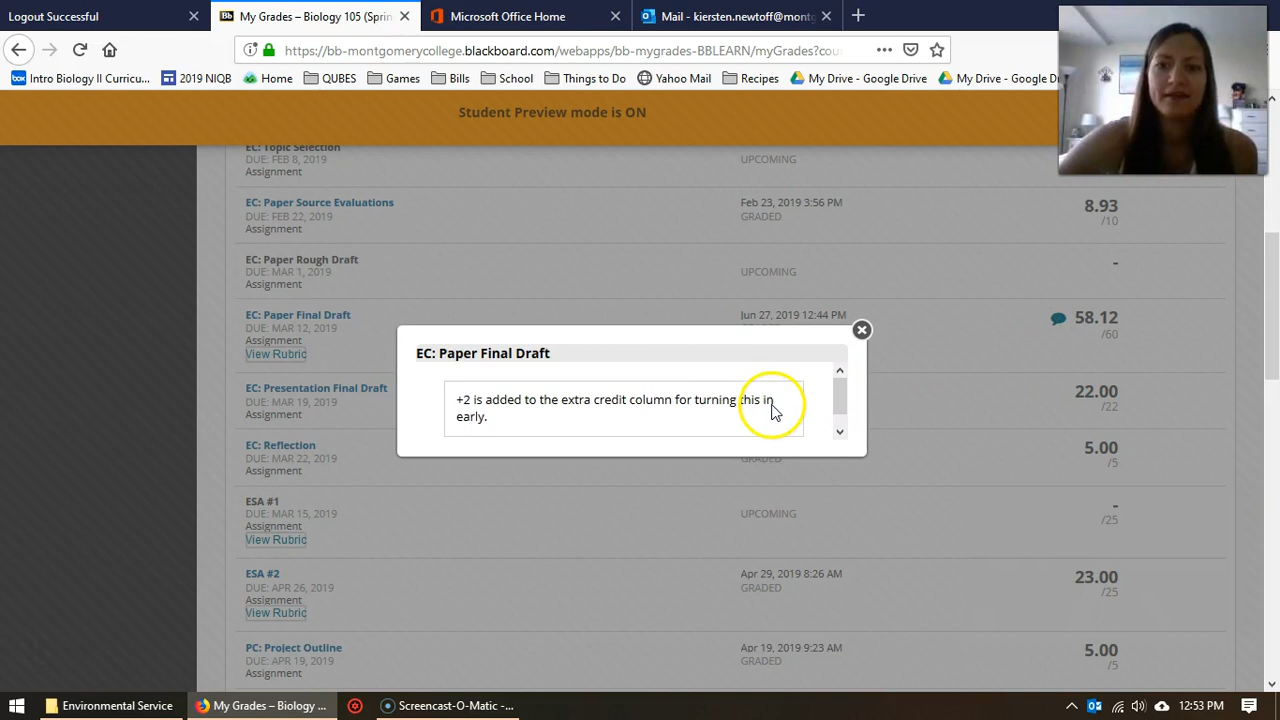 Logout Successful
My Grades – Biology 105 (Sprin
Microsoft Office Home
Mail - kiersten.newtoff@montg
https://bb-montgomerycollege.blackboard.com/webapps/bb-mygrades-BBLEARN/myGrades?cou
Intro Biology II Curricu...
2019 NIQB
Home
QUBES
Games
Bills
School
Things to Do
Yahoo Mail
Recipes
My Drive - Google Drive
My Drive - Google Dri
Student Preview mode is ON
EC: Topic Selection
DUE: FEB 8, 2019
UPCOMING
Assignment
EC: Paper Source Evaluations
Feb 23, 2019 3:56 PM
8.93
DUE: FEB 22, 2019
GRADED
/10
Assignment
EC: Paper Rough Draft
-
DUE: MAR 1, 2019
UPCOMING
Assignment
EC: Paper Final Draft
Jun 27, 2019 12:44 PM
58.12
DUE: MAR 12, 2019
/60
Assignment
View Rubric
EC: Paper Final Draft
+2 is added to the extra credit column for turning this in
early.
EC: Presentation Final Draft
22.00
DUE: MAR 19, 2019
/22
Assignment
EC: Reflection
5.00
DUE: MAR 22, 2019
GRADED
/5
Assignment
ESA #1
-
DUE: MAR 15, 2019
UPCOMING
/25
Assignment
View Rubric
ESA #2
Apr 29, 2019 8:26 AM
23.00
DUE: APR 26, 2019
GRADED
/25
Assignment
View Rubric
PC: Project Outline
Apr 19, 2019 9:23 AM
5.00
DUE: APR 19, 2019
GRADED
/5
Assignment
Environmental Service
My Grades – Biology ...
Screencast-O-Matic -...
12:53 PM